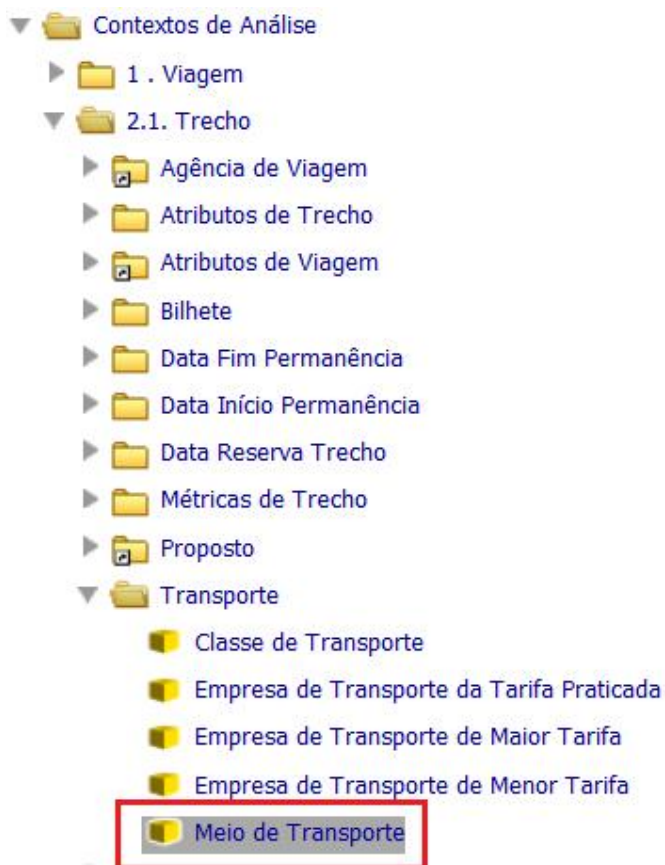 Contextos de Análise
1 . Viagem
2.1. Trecho
Agência de Viagem
Atributos de Trecho
Atributos de Viagem
Bilhete
Data Fim Permanência
Data Início Permanência
Data Reserva Trecho
Métricas de Trecho
Proposto
Transporte
Classe de Transporte
Empresa de Transporte da Tarifa Praticada
Empresa de Transporte de Maior Tarifa
Empresa de Transporte de Menor Tarifa
Meio de Transporte